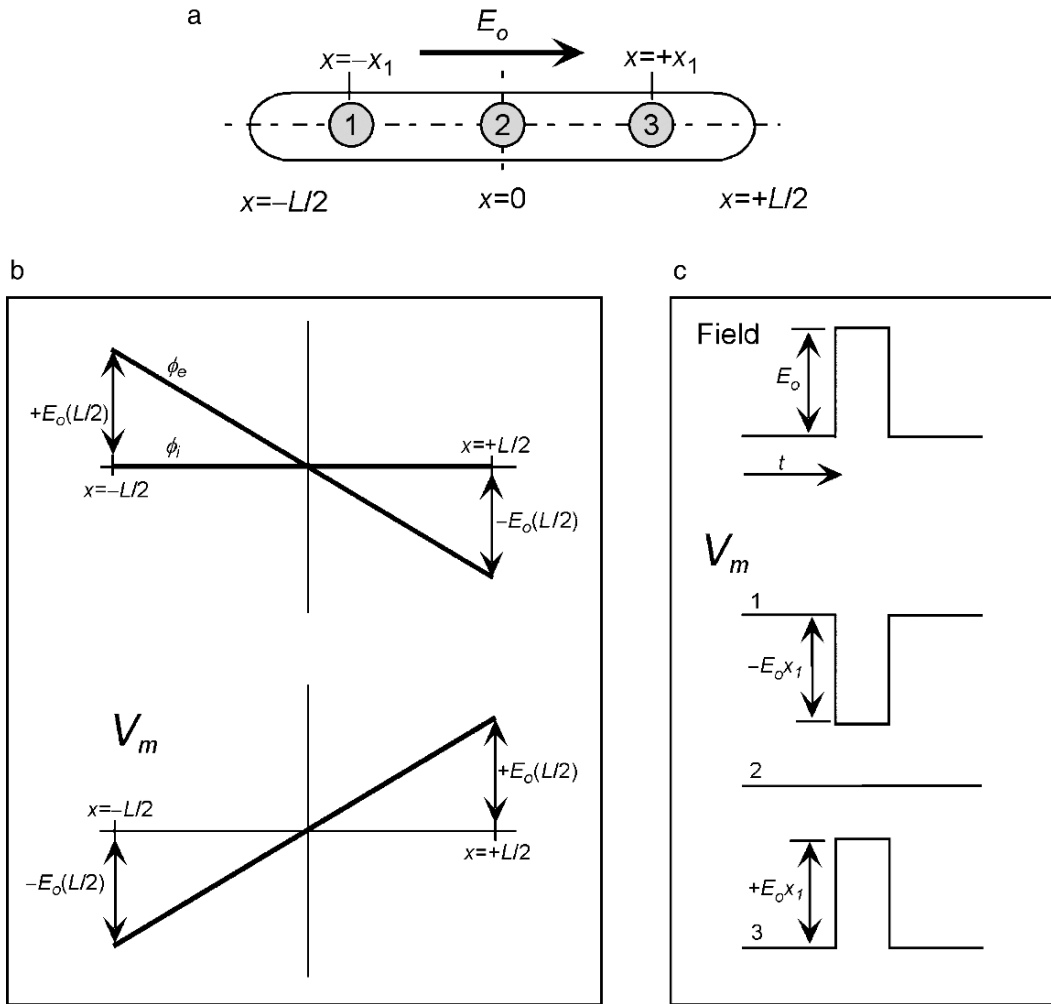 a
E_o
x=–x_1
x=+x_1
1
2
3
x=–L/2
x=0
x=+L/2
b
ϕ_e
+E_o(L/2)
ϕ_i
x=+L/2
x=–L/2
–E_o(L/2)
V_m
+E_o(L/2)
x=–L/2
x=+L/2
–E_o(L/2)
c
Field
E_o
t
V_m
1
–E_ox_1
2
+E_ox_1
3